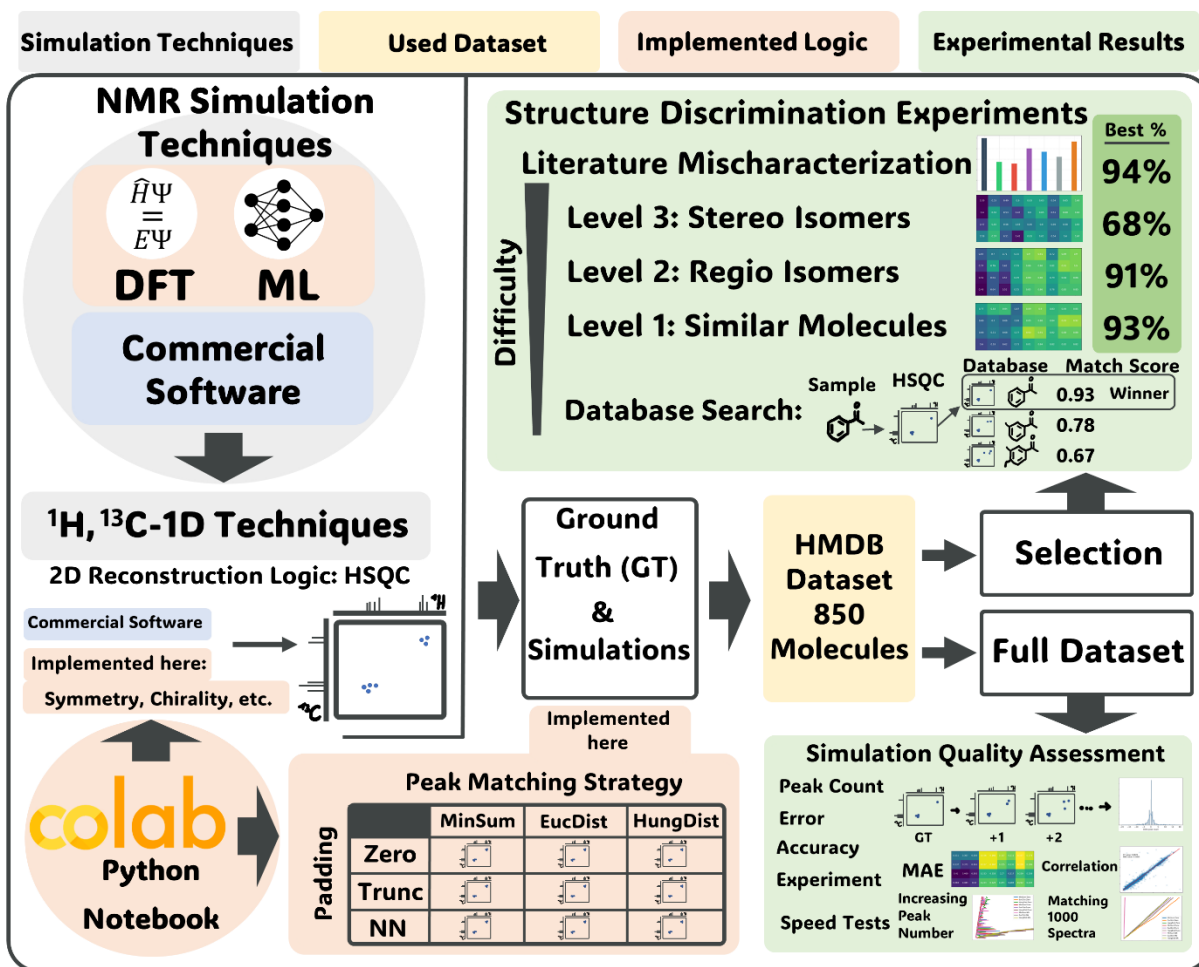 Simulation Techniques
Used Dataset
Implemented Logic
Experimental Results
NMR Simulation
Techniques
ĤΨ
=
EΨ
DFT
ML
Commercial
Software
¹H, ¹³C-1D Techniques
2D Reconstruction Logic: HSQC
Commercial Software
Implemented here:
Symmetry, Chirality, etc.
¹H
¹³C
colab
Python
Notebook
Structure Discrimination Experiments
Best %
Literature Mischaracterization
94%
Difficulty
Level 3: Stereo Isomers
68%
Level 2: Regio Isomers
91%
Level 1: Similar Molecules
93%
Database Search:
Sample
HSQC
Database
Match Score
0.93
Winner
0.78
0.67
Ground
Truth (GT)
&
Simulations
HMDB
Dataset
850
Molecules
Selection
Full Dataset
Implemented
here
Peak Matching Strategy
Padding
MinSum
EucDist
HungDist
Zero
Trunc
NN
Simulation Quality Assessment
Peak Count
Error
GT
+1
+2
Accuracy
Experiment
MAE
Correlation
Speed Tests
Increasing
Peak
Number
Matching
1000
Spectra